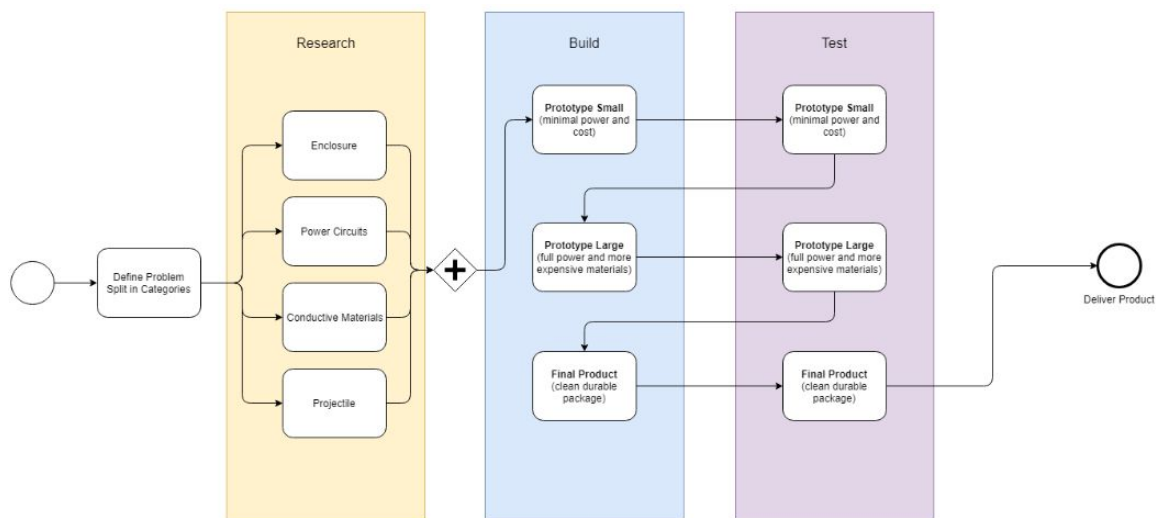 Research
Build
Test
Define Problem
Split in Categories
Enclosure
Power Circuits
Conductive Materials
Projectile
Prototype Small
(minimal power and
cost)
Prototype Small
(minimal power and
cost)
Prototype Large
(full power and more
expensive materials)
Prototype Large
(full power and more
expensive materials)
Final Product
(clean durable
package)
Final Product
(clean durable
package)
Deliver Product